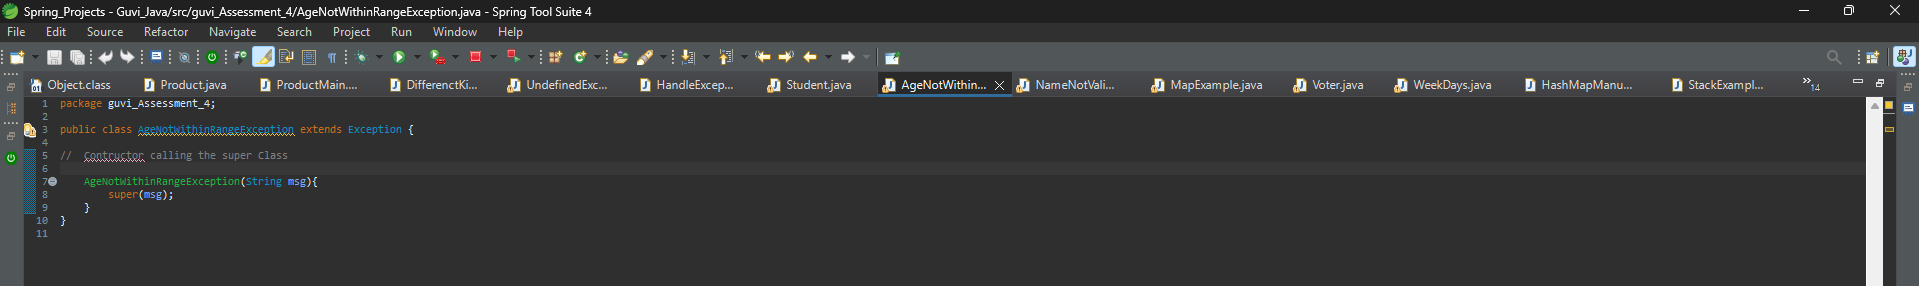 Spring_Projects - Guvi_Java/src/guvi_Assessment_4/AgeNotWithinRangeException.java - Spring Tool Suite 4
File Edit Source Refactor Navigate Search Project Run Window Help
Object.class Product.java ProductMain.... DifferenctKi... UndefinedExc... HandleExcep... Student.java AgeNotWithin... NameNotVali... MapExample.java Voter.java WeekDays.java HashMapManu... StackExampl... »14
1 package guvi_Assessment_4;
2
3 public class AgeNotWithinRangeException extends Exception {
4
5 // Contructor calling the super Class
6
7 AgeNotWithinRangeException(String msg){
8 super(msg);
9 }
10 }
11